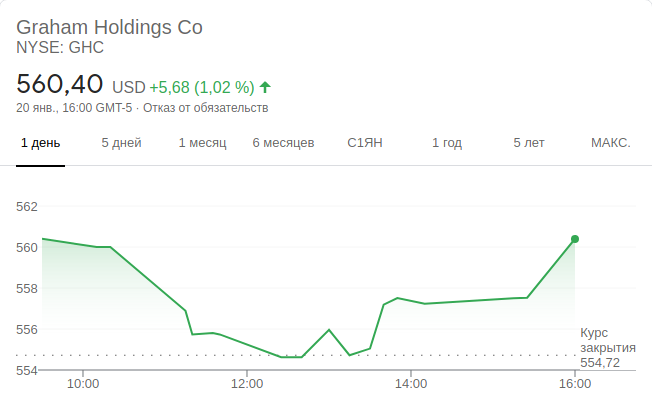 Graham Holdings Co
NYSE: GHC
560,40 USD +5,68 (1,02 %)
20 янв., 16:00 GMT-5 · Отказ от обязательств
1 день 5 дней 1 месяц 6 месяцев С1ЯН 1 год 5 лет МАКС.
562
560
558
556
554
Курс
закрытия
554,72
10:00 12:00 14:00 16:00